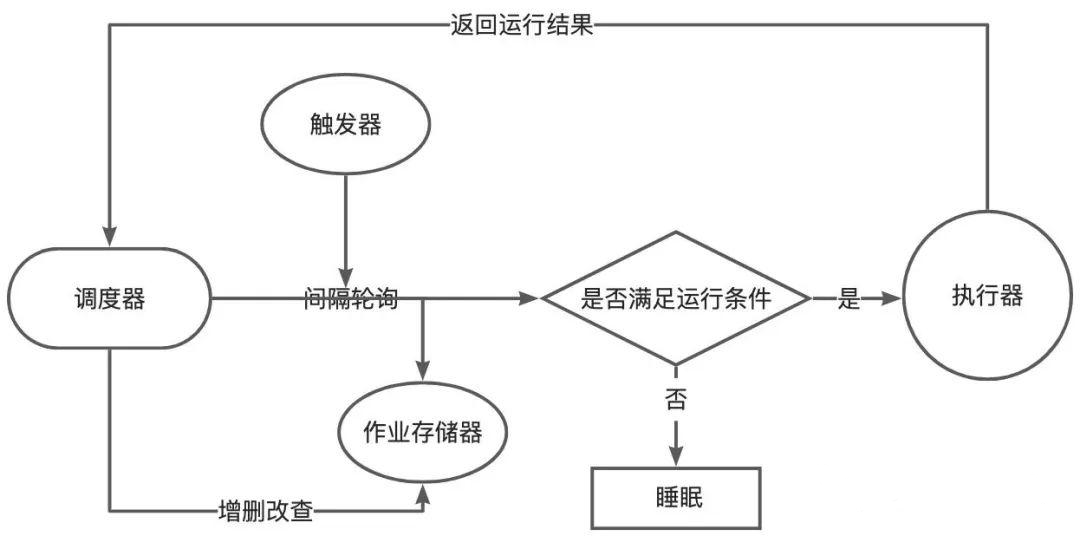 返回运行结果
触发器
调度器
间隔轮询
是否满足运行条件
是
执行器
否
作业存储器
睡眠
增删改查